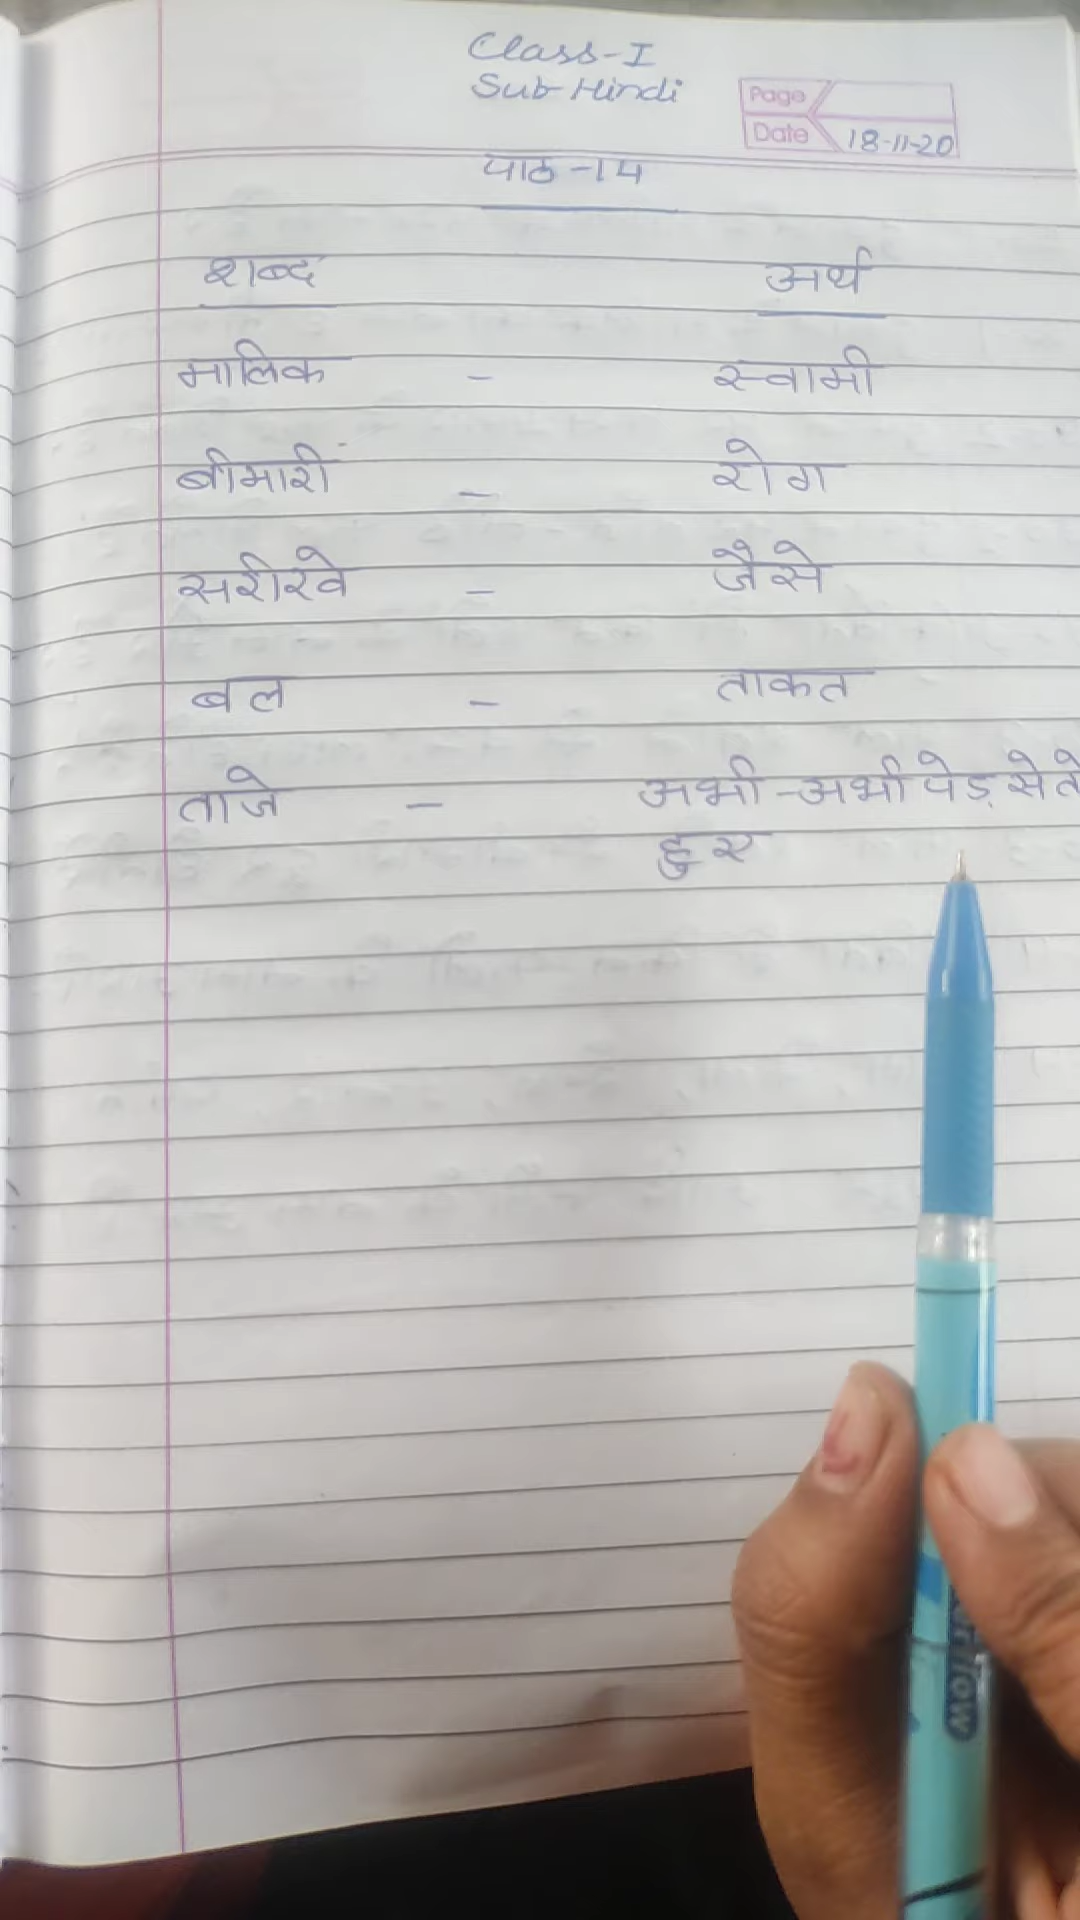 Class-I
Sub-Hindi
Page
Date 18-11-20
पाठ -14
शब्द अर्थ
मालिक - स्वामी
बीमारी - रोग
सरीखे - जैसे
बल - ताकत
ताजे - अभी-अभी पेड़ से
हुए